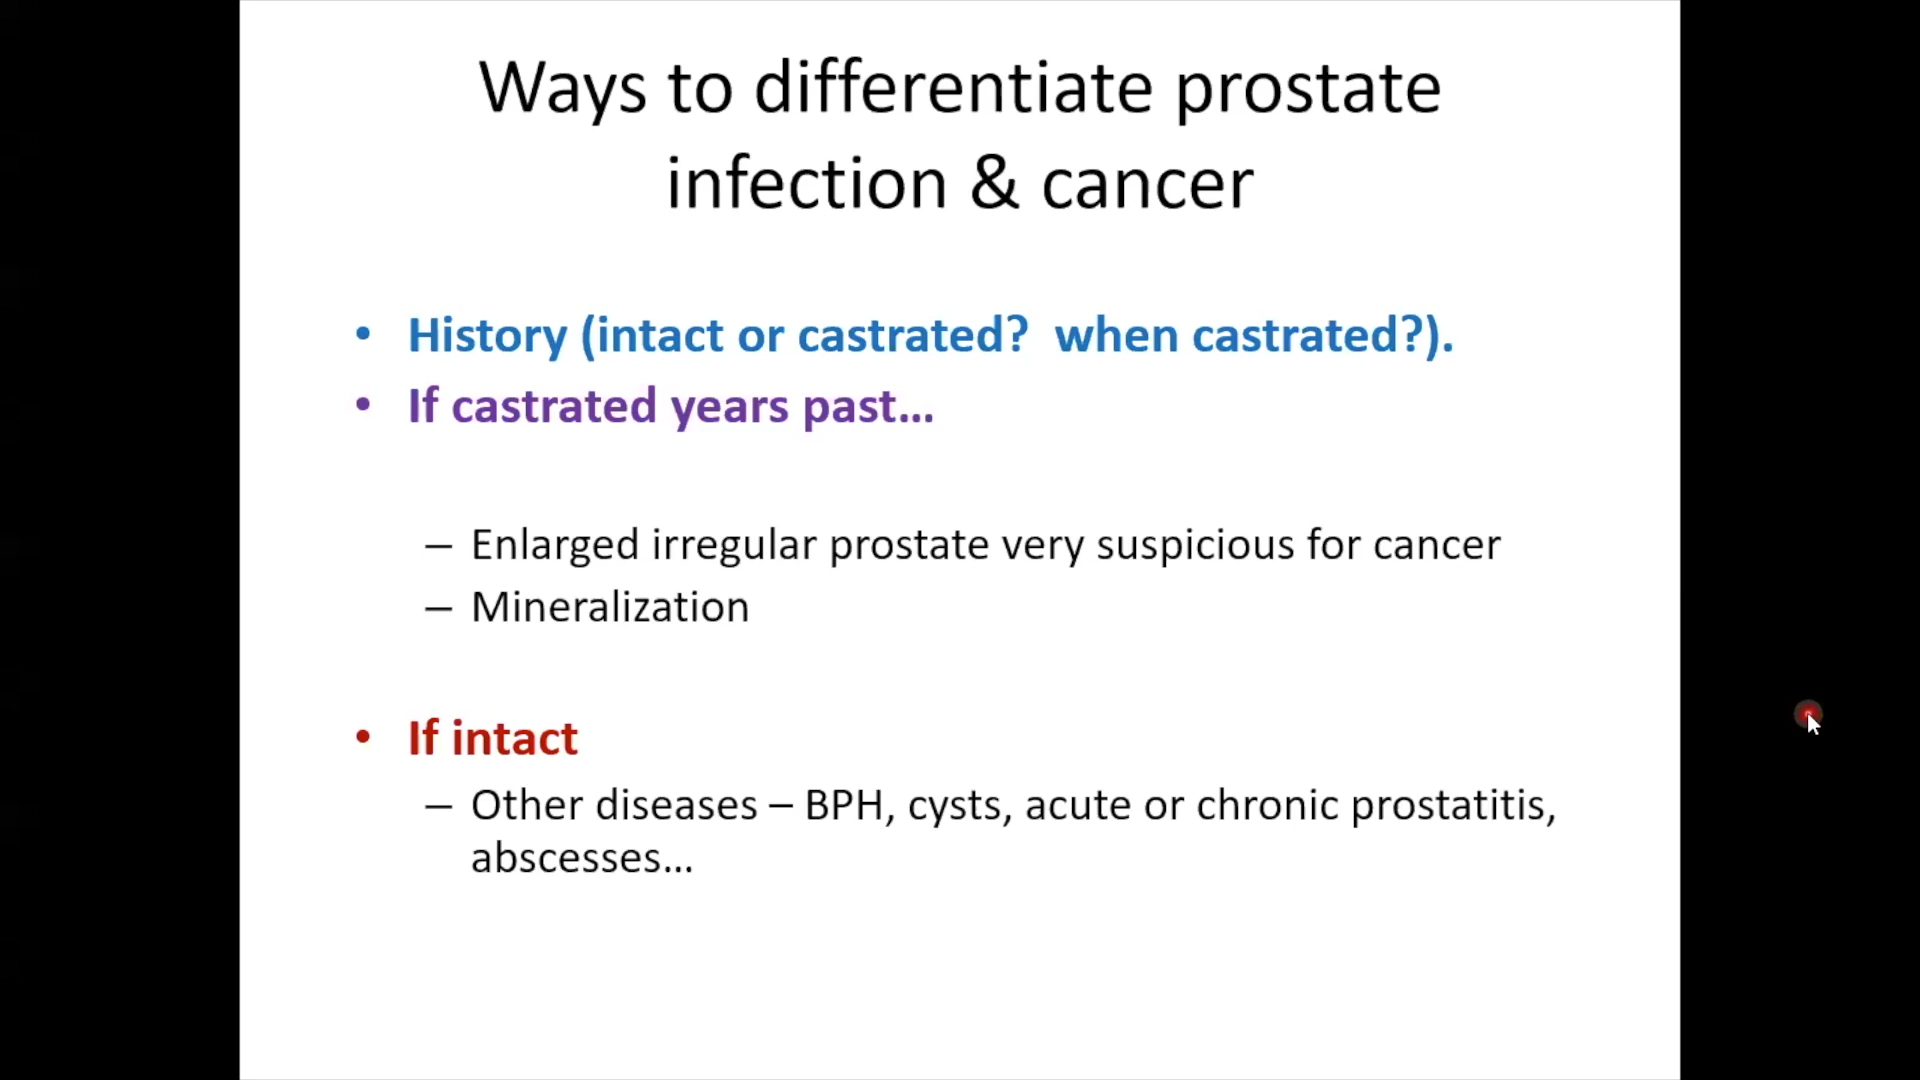 Ways to differentiate prostate
infection & cancer
• History (intact or castrated?  when castrated?).
• If castrated years past…
– Enlarged irregular prostate very suspicious for cancer
– Mineralization
• If intact
– Other diseases – BPH, cysts, acute or chronic prostatitis,
abscesses…